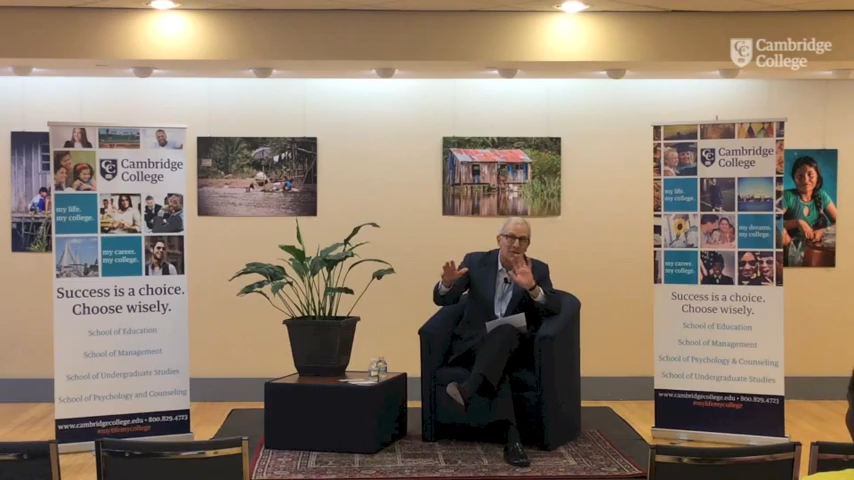 Cambridge
College
Cambridge
College
my life.
my college.
my career.
my college.
Success is a choice.
Choose wisely.
School of Education
School of Management
School of Undergraduate Studies
School of Psychology and Counseling
www.cambridgecollege.edu • 800.829.4723
#mylifemycollege
Cambridge
College
my life.
my college.
my dreams.
my college.
my career.
my college.
Success is a choice.
Choose wisely.
School of Education
School of Management
School of Psychology & Counseling
School of Undergraduate Studies
www.cambridgecollege.edu • 800.829.4723
#mylifemycollege